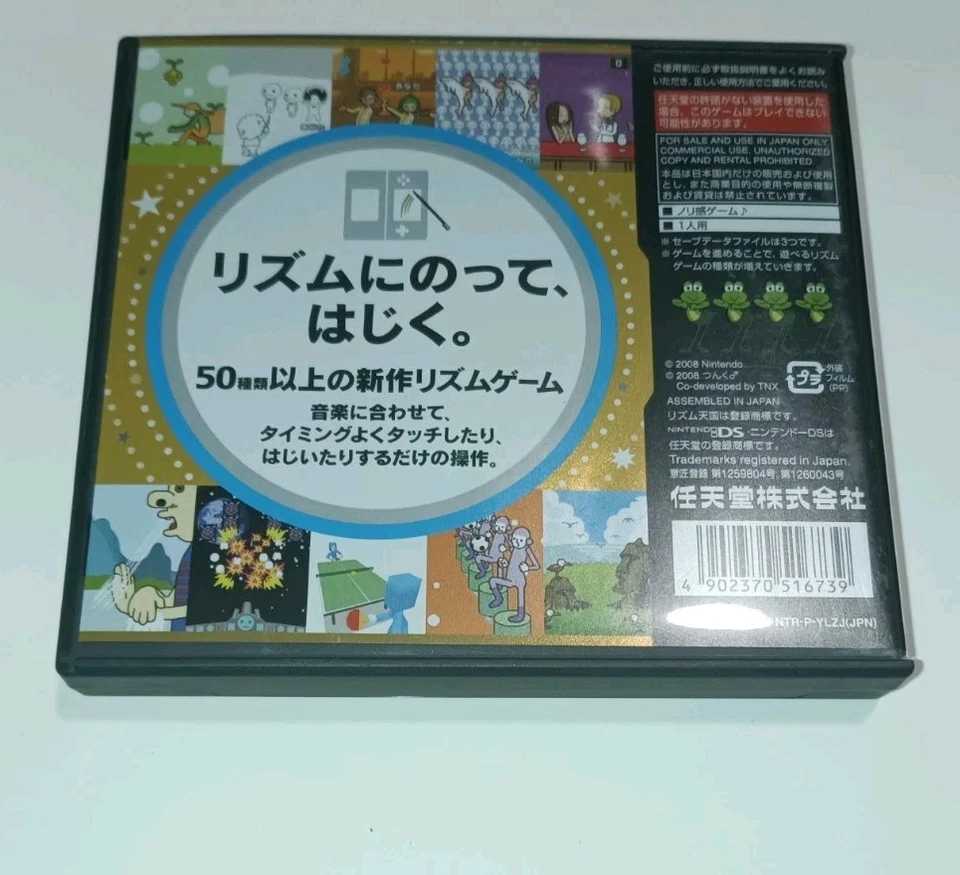 あなた
リズムにのって、
はじく。
50種類以上の新作リズムゲーム
音楽に合わせて、
タイミングよくタッチしたり、
はじいたりするだけの操作。
ご使用前に必ず取扱説明書をよくお読み
いただき、正しい使用方法でご愛用ください。
任天堂の許諾がない装置を使用した
場合、このゲームはプレイできない
可能性があります。
FOR SALE AND USE IN JAPAN ONLY.
COMMERCIAL USE, UNAUTHORIZED
COPY AND RENTAL PROHIBITED.
本品は日本国内だけの販売および使用
とし、また商業目的の使用や無断複製
および賃貸は禁止されています。
■ ノリ感ゲーム♪
■ 1人用
※ セーブデータファイルは3つです。
※ ゲームを進めることで、遊べるリズム
ゲームの種類が増えていきます。
© 2008 Nintendo
© 2008 つんく♂
Co-developed by TNX
プラ
外装
フィルム
(PP)
ASSEMBLED IN JAPAN
リズム天国は登録商標です。
NINTENDO DS・ニンテンドーDSは
任天堂の登録商標です。
Trademarks registered in Japan.
意匠登録 第1259804号, 第1260043号
任天堂株式会社
4 902370 516739
NTR-P-YLZJ(JPN)